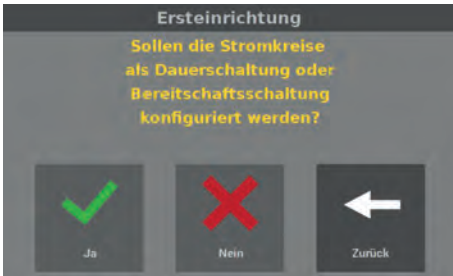 Ersteinrichtung
Sollen die Stromkreise
als Dauerschaltung oder
Bereitschaftsschaltung
konfiguriert werden?
Ja
Nein
Zurück